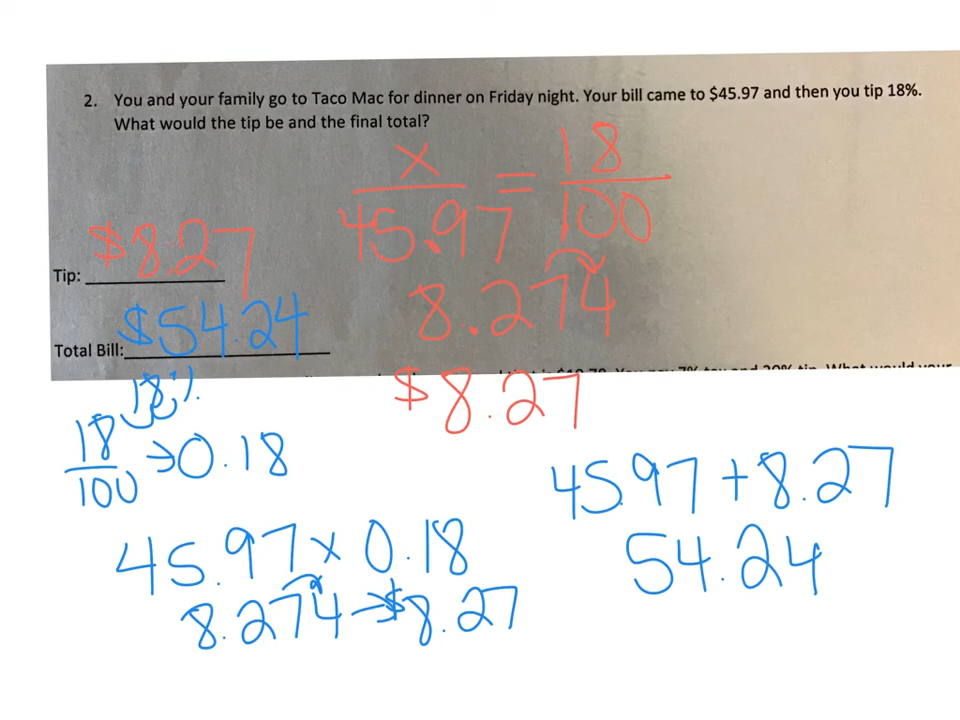 2. You and your family go to Taco Mac for dinner on Friday night. Your bill came to $45.97 and then you tip 18%.
What would the tip be and the final total?
x/45.97 = 18/100
Tip: $8.27
8.274
Total Bill: $54.24
$8.27
18%
18/100 → 0.18
45.97 + 8.27
45.97 x 0.18
54.24
8.274 → $8.27